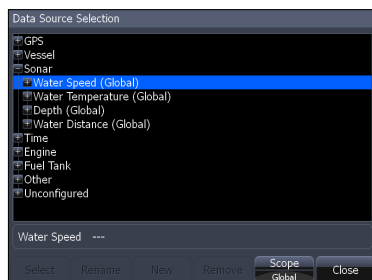 Data Source Selection
GPS
Vessel
Sonar
Water Speed (Global)
Water Temperature (Global)
Depth (Global)
Water Distance (Global)
Time
Engine
Fuel Tank
Other
Unconfigured
Water Speed ---
Select Rename New Remove Scope Close
Global